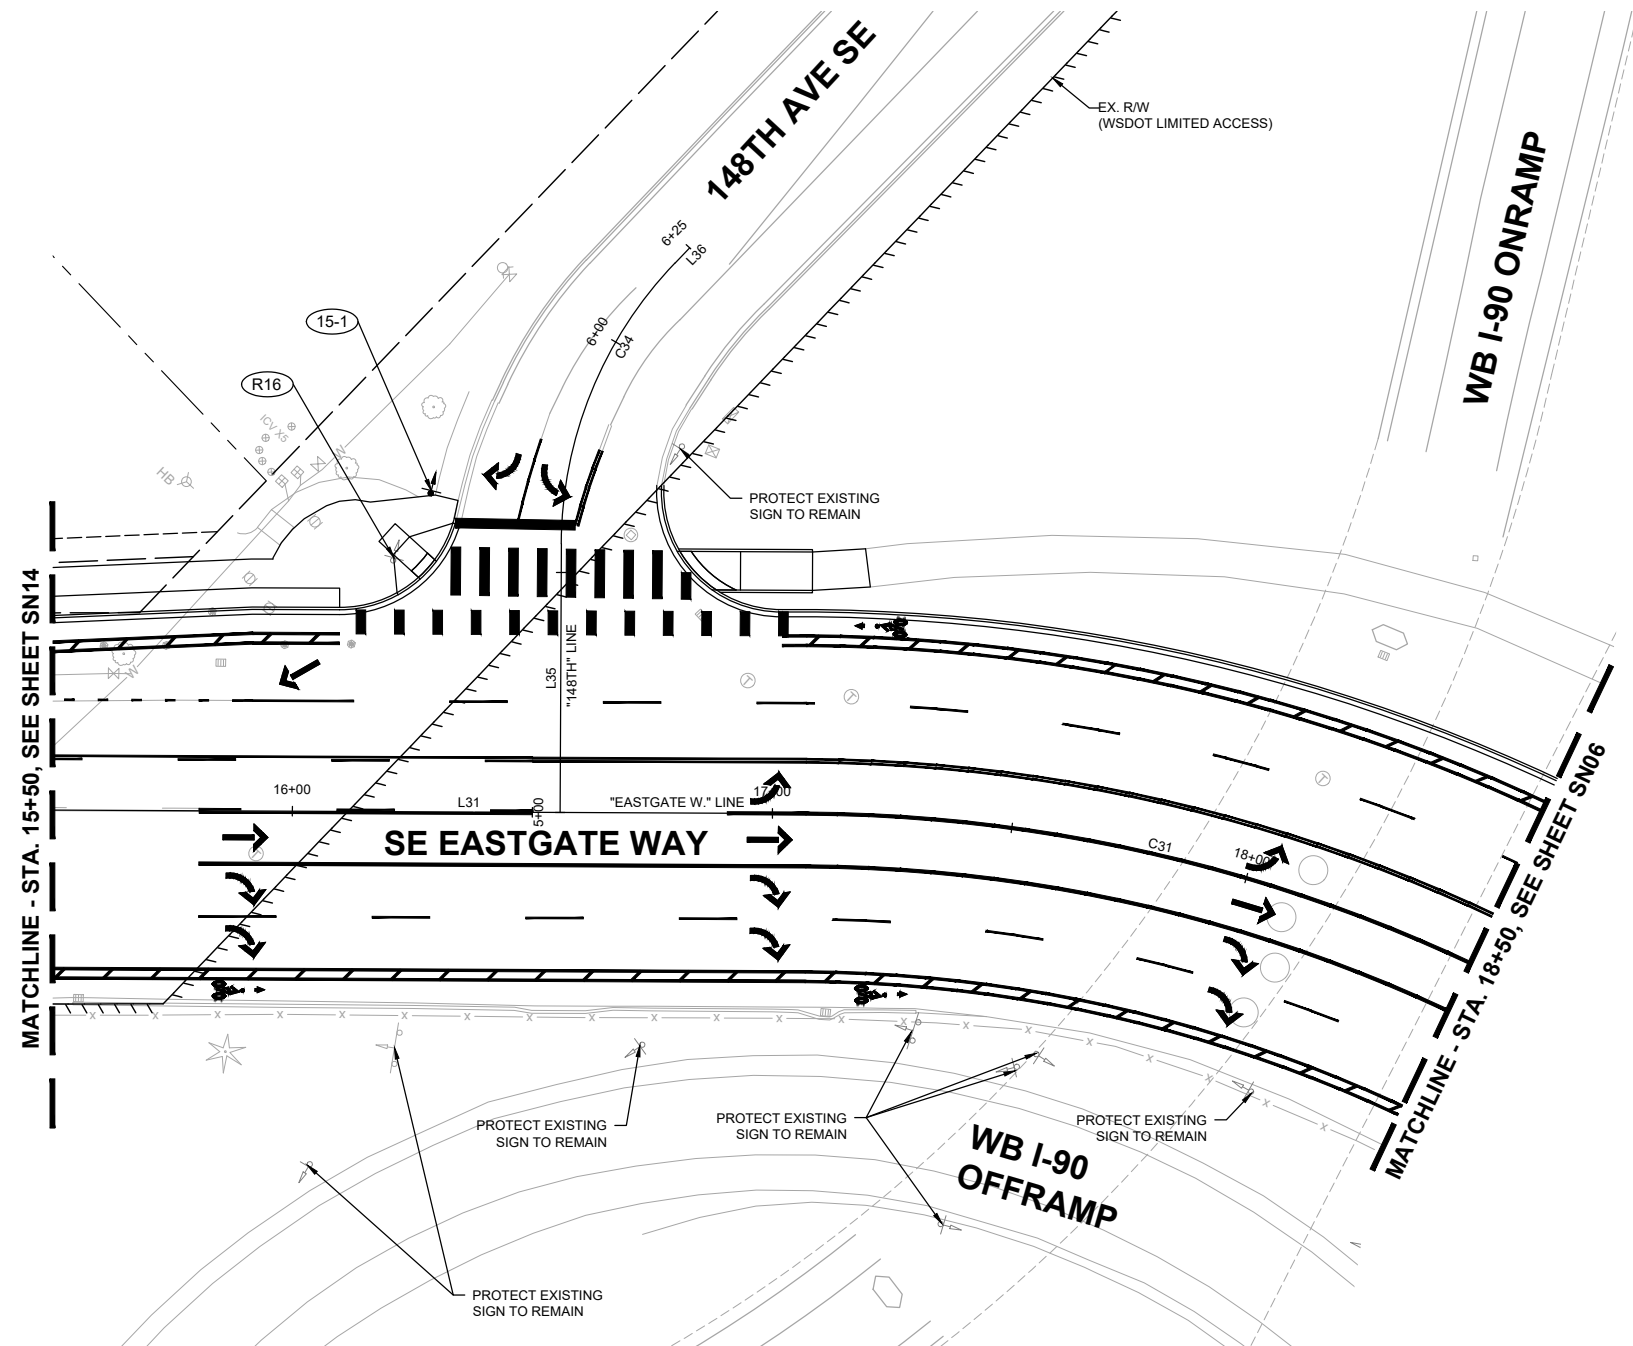 148TH AVE SE
EX. R/W
(WSDOT LIMITED ACCESS)
WB I-90 ONRAMP
6+25
L36
15-1
6+00
C34
R16
ICV X5
W
HB
PROTECT EXISTING
SIGN TO REMAIN
MATCHLINE - STA. 15+50, SEE SHEET SN14
W
L35
"148TH" LINE
16+00
L31
5+00
"EASTGATE W." LINE
17+00
SE EASTGATE WAY
C31
18+00
MATCHLINE - STA. 18+50, SEE SHEET SN06
PROTECT EXISTING
SIGN TO REMAIN
PROTECT EXISTING
SIGN TO REMAIN
PROTECT EXISTING
SIGN TO REMAIN
WB I-90
OFFRAMP
PROTECT EXISTING
SIGN TO REMAIN